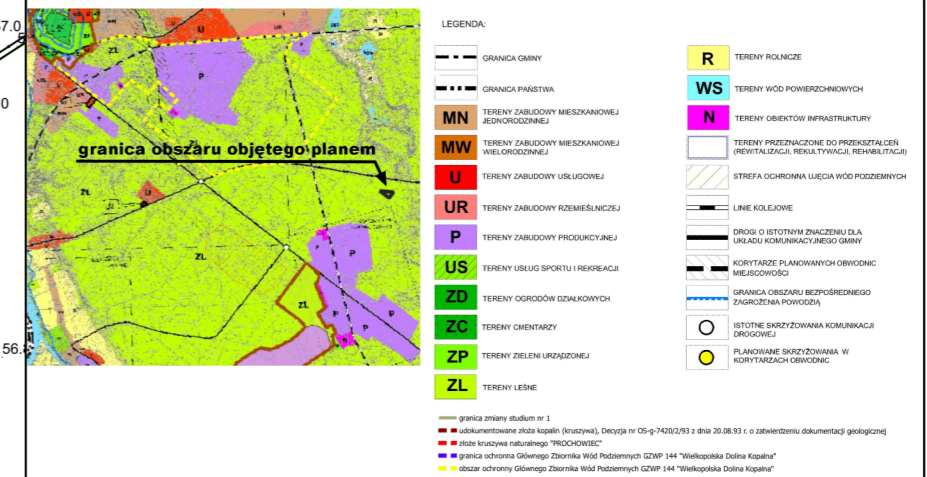 57.0
0
56.8
ZC
ZL
U
P
granica obszaru objętego planem
ZŁ
U
ZL
P
ZL
P
P
P
P
N
LEGENDA:
GRANICA GMINY
GRANICA PAŃSTWA
MN TERENY ZABUDOWY MIESZKANIOWEJ
JEDNORODZINNEJ
MW TERENY ZABUDOWY MIESZKANIOWEJ
WIELORODZINNEJ
U TERENY ZABUDOWY USŁUGOWEJ
UR TERENY ZABUDOWY RZEMIEŚLNICZEJ
P TERENY ZABUDOWY PRODUKCYJNEJ
US TERENY USŁUG SPORTU I REKREACJI
ZD TERENY OGRODÓW DZIAŁKOWYCH
ZC TERENY CMENTARZY
ZP TERENY ZIELENI URZĄDZONEJ
ZL TERENY LEŚNE
R TERENY ROLNICZE
WS TERENY WÓD POWIERZCHNIOWYCH
N TERENY OBIEKTÓW INFRASTRUKTURY
TERENY PRZEZNACZONE DO PRZEKSZTAŁCEŃ
(REWITALIZACJI, REKULTYWACJI, REHABILITACJI)
STREFA OCHRONNA UJĘCIA WÓD PODZIEMNYCH
LINIE KOLEJOWE
DROGI O ISTOTNYM ZNACZENIU DLA
UKŁADU KOMUNIKACYJNEGO GMINY
KORYTARZE PLANOWANYCH OBWODNIC
MIEJSCOWOŚCI
GRANICA OBSZARU BEZPOŚREDNIEGO
ZAGROŻENIA POWODZIĄ
ISTOTNE SKRZYŻOWANIA KOMUNIKACJI
DROGOWEJ
PLANOWANE SKRZYŻOWANIA W
KORYTARZACH OBWODNIC
granica zmiany studium nr 1
udokumentowane złoża kopalin (kruszywa), Decyzja nr OS-g-7420/2/93 z dnia 20.08.93 r. o zatwierdzeniu dokumentacji geologicznej
złoże kruszywa naturalnego "PROCHOWIEC"
granica ochronna Głównego Zbiornika Wód Podziemnych GZWP 144 "Wielkopolska Dolina Kopalna"
obszar ochronny Głównego Zbiornika Wód Podziemnych GZWP 144 "Wielkopolska Dolina Kopalna"